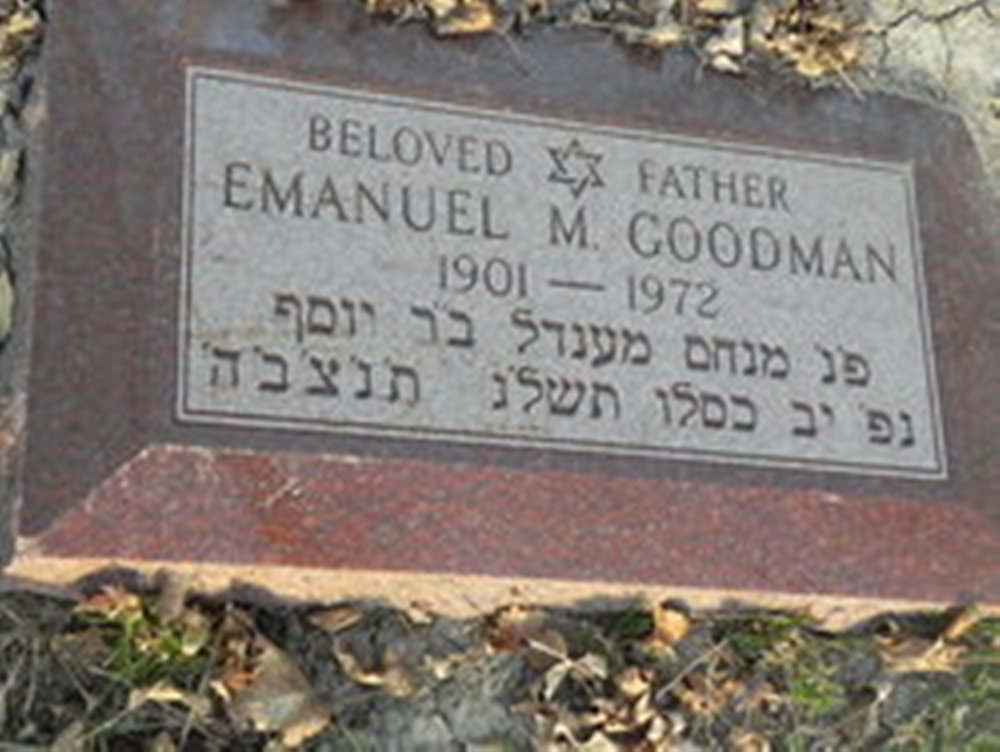 BELOVED FATHER
EMANUEL M. GOODMAN
1901 — 1972
פ׳נ׳ מנחם מענדל ב׳ר יוסף
נפ׳ יב כסלו תשל׳ג ת׳נ׳צ׳ב׳ה׳